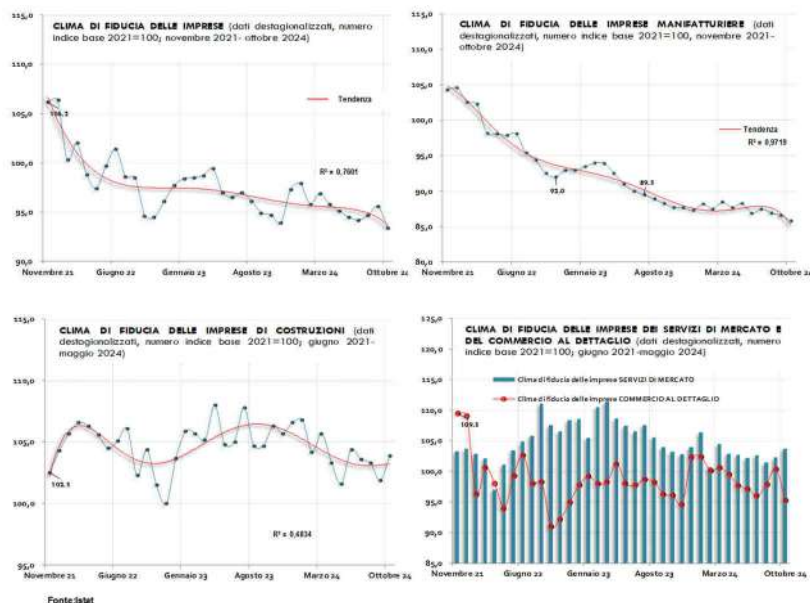 CLIMA DI FIDUCIA DELLE IMPRESE (dati destagionalizzati, numero
indice base 2021=100; novembre 2021- ottobre 2024)
115,0
110,0
105,0
100,0
95,0
90,0
106,2
Tendenza
R² = 0,7601
Novembre 21 Giugno 22 Gennaio 23 Agosto 23 Marzo 24 Ottobre 24
CLIMA DI FIDUCIA DELLE IMPRESE MANIFATTURIERE (dati
destagionalizzati, numero indice base 2021=100, novembre 2021-
ottobre 2024)
115,0
110,0
105,0
100,0
95,0
90,0
85,0
80,0
Tendenza
R² = 0,9719
92,0
89,5
Novembre 21 Giugno 22 Gennaio 23 Agosto 23 Marzo 24 Ottobre 24
CLIMA DI FIDUCIA DELLE IMPRESE DI COSTRUZIONI (dati
destagionalizzati, numero indice base 2021=100; giugno 2021-
maggio 2024)
115,0
110,0
105,0
100,0
95,0
R² = 0,4834
Novembre 21 Giugno 22 Gennaio 23 Agosto 23 Marzo 24 Ottobre 24
CLIMA DI FIDUCIA DELLE IMPRESE DEI SERVIZI DI MERCATO E
DEL COMMERCIO AL DETTAGLIO (dati destagionalizzati, numero
indice base 2021=100; giugno 2021-maggio 2024)
125,0
120,0
115,0
110,0
105,0
100,0
95,0
90,0
85,0
Clima di fiducia delle imprese SERVIZI DI MERCATO
Clima di fiducia delle imprese COMMERCIO AL DETTAGLIO
Novembre 21 Giugno 22 Gennaio 23 Agosto 23 Marzo 24 Ottobre 24
Fonte:Istat